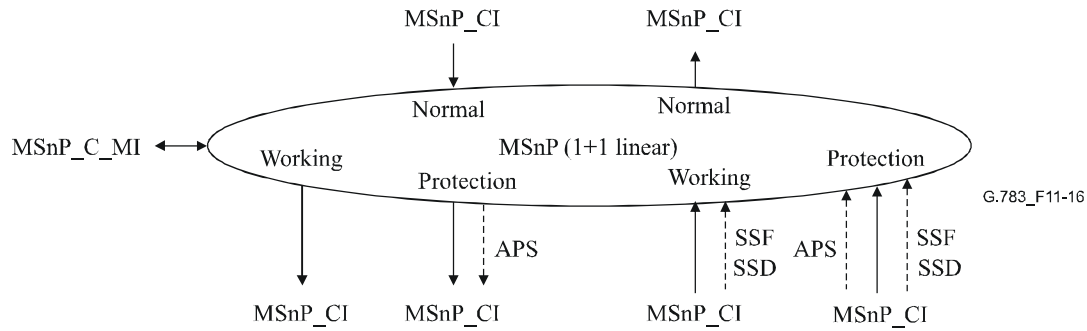 MSnP_CI MSnP_CI
Normal Normal
MSnP_C_MI Working MSnP (1+1 linear) Protection
Protection Working
G.783_F11-16
APS SSF APS SSF
SSD SSD
MSnP_CI MSnP_CI MSnP_CI MSnP_CI